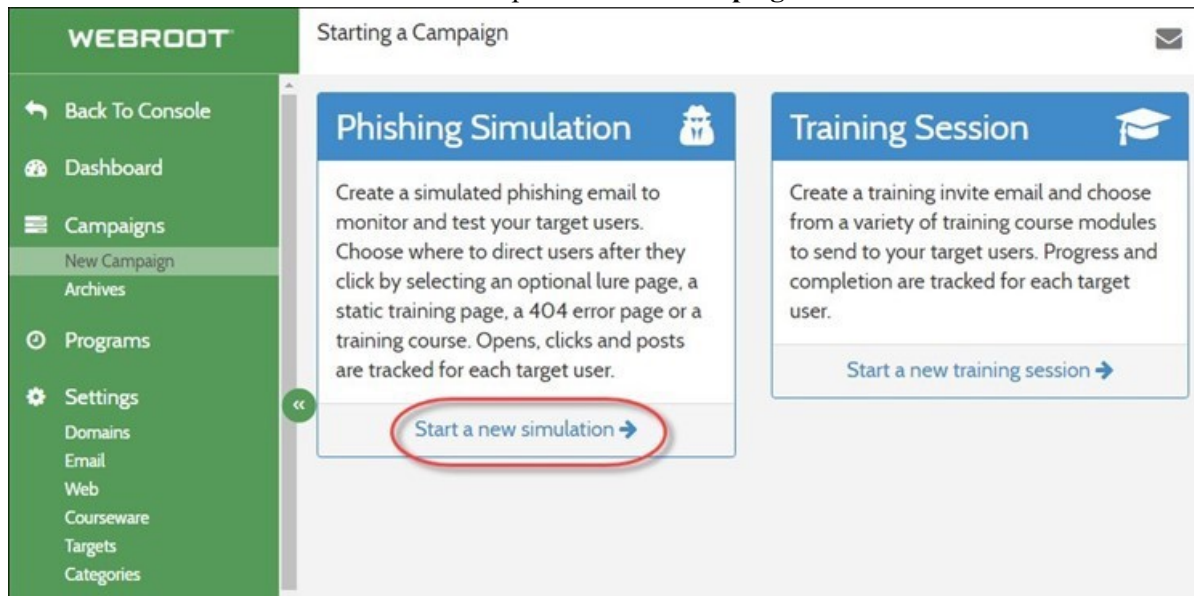 WEBROOT
Starting a Campaign
Back To Console
Dashboard
Campaigns
New Campaign
Archives
Programs
Settings
Domains
Email
Web
Courseware
Targets
Categories
Phishing Simulation
Create a simulated phishing email to
monitor and test your target users.
Choose where to direct users after they
click by selecting an optional lure page, a
static training page, a 404 error page or a
training course. Opens, clicks and posts
are tracked for each target user.
Start a new simulation
Training Session
Create a training invite email and choose
from a variety of training course modules
to send to your target users. Progress and
completion are tracked for each target
user.
Start a new training session